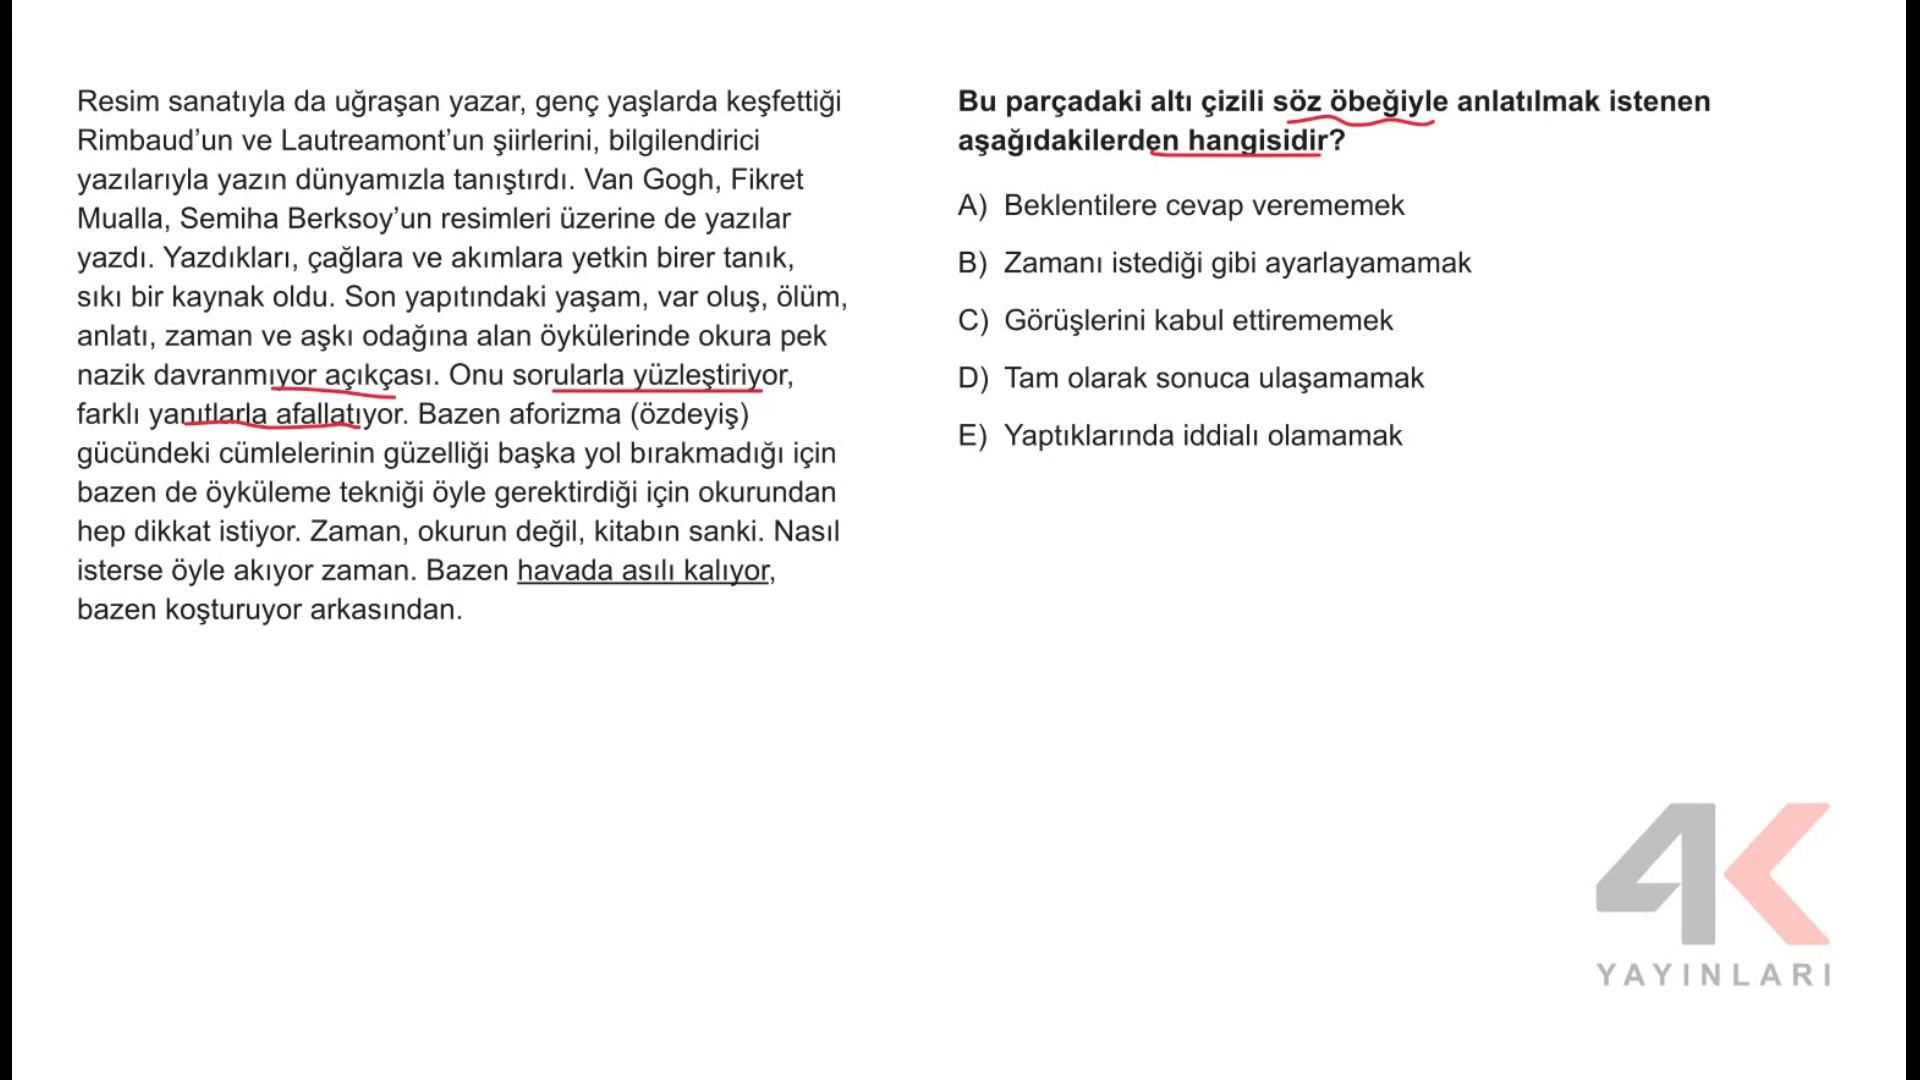 Resim sanatıyla da uğraşan yazar, genç yaşlarda keşfettiği
Rimbaud’un ve Lautreamont’un şiirlerini, bilgilendirici
yazılarıyla yazın dünyamızla tanıştırdı. Van Gogh, Fikret
Mualla, Semiha Berksoy’un resimleri üzerine de yazılar
yazdı. Yazdıkları, çağlara ve akımlara yetkin birer tanık,
sıkı bir kaynak oldu. Son yapıtındaki yaşam, var oluş, ölüm,
anlatı, zaman ve aşkı odağına alan öykülerinde okura pek
nazik davranmıyor açıkçası. Onu sorularla yüzleştiriyor,
farklı yanıtlarla afallatıyor. Bazen aforizma (özdeyiş)
gücündeki cümlelerinin güzelliği başka yol bırakmadığı için
bazen de öyküleme tekniği öyle gerektirdiği için okurundan
hep dikkat istiyor. Zaman, okurun değil, kitabın sanki. Nasıl
isterse öyle akıyor zaman. Bazen havada asılı kalıyor,
bazen koşturuyor arkasından.
Bu parçadaki altı çizili söz öbeğiyle anlatılmak istenen
aşağıdakilerden hangisidir?
A) Beklentilere cevap verememek
B) Zamanı istediği gibi ayarlayamamak
C) Görüşlerini kabul ettirememek
D) Tam olarak sonuca ulaşamamak
E) Yaptıklarında iddialı olamamak
4K
YAYINLARI